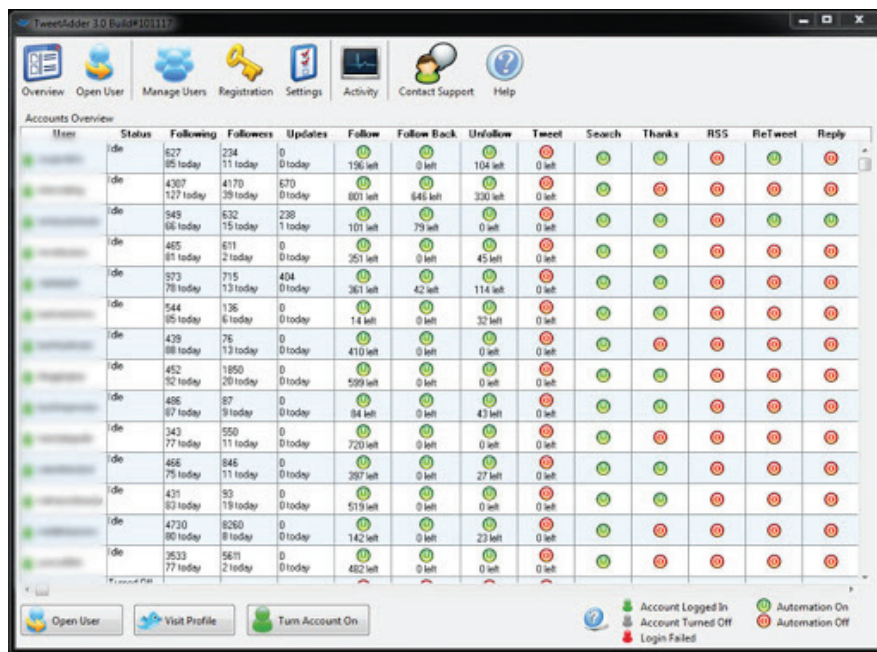 TweetAdder 3.0 Build#101117
Overview Open User Manage Users Registration Settings Activity Contact Support Help
Accounts Overview
User Status Following Followers Updates Follow Follow Back Unfollow Tweet Search Thanks RSS ReTweet Reply
Idle 627 234 0
85 today 11 today 0 today 196 left 0 left 104 left 0 left
Idle 4307 4170 670
127 today 39 today 0 today 801 left 646 left 330 left 0 left
Idle 949 632 238
66 today 15 today 1 today 101 left 79 left 0 left 0 left
Idle 465 611 0
81 today 2 today 0 today 351 left 0 left 45 left 0 left
Idle 973 715 404
78 today 13 today 0 today 361 left 42 left 114 left 0 left
Idle 544 136 0
85 today 6 today 0 today 14 left 0 left 32 left 0 left
Idle 439 76 0
88 today 13 today 0 today 410 left 0 left 0 left 0 left
Idle 452 1850 0
92 today 20 today 0 today 599 left 0 left 0 left 0 left
Idle 486 87 0
87 today 9 today 0 today 84 left 0 left 43 left 0 left
Idle 343 550 0
77 today 11 today 0 today 720 left 0 left 0 left 0 left
Idle 466 846 0
75 today 11 today 0 today 397 left 0 left 27 left 0 left
Idle 431 93 0
83 today 19 today 0 today 519 left 0 left 0 left 0 left
Idle 4730 8260 0
80 today 8 today 0 today 142 left 0 left 23 left 0 left
Idle 3533 5611 0
77 today 2 today 0 today 482 left 0 left 0 left 0 left
Turned Off
Open User Visit Profile Turn Account On
Account Logged In Automation On
Account Turned Off Automation Off
Login Failed